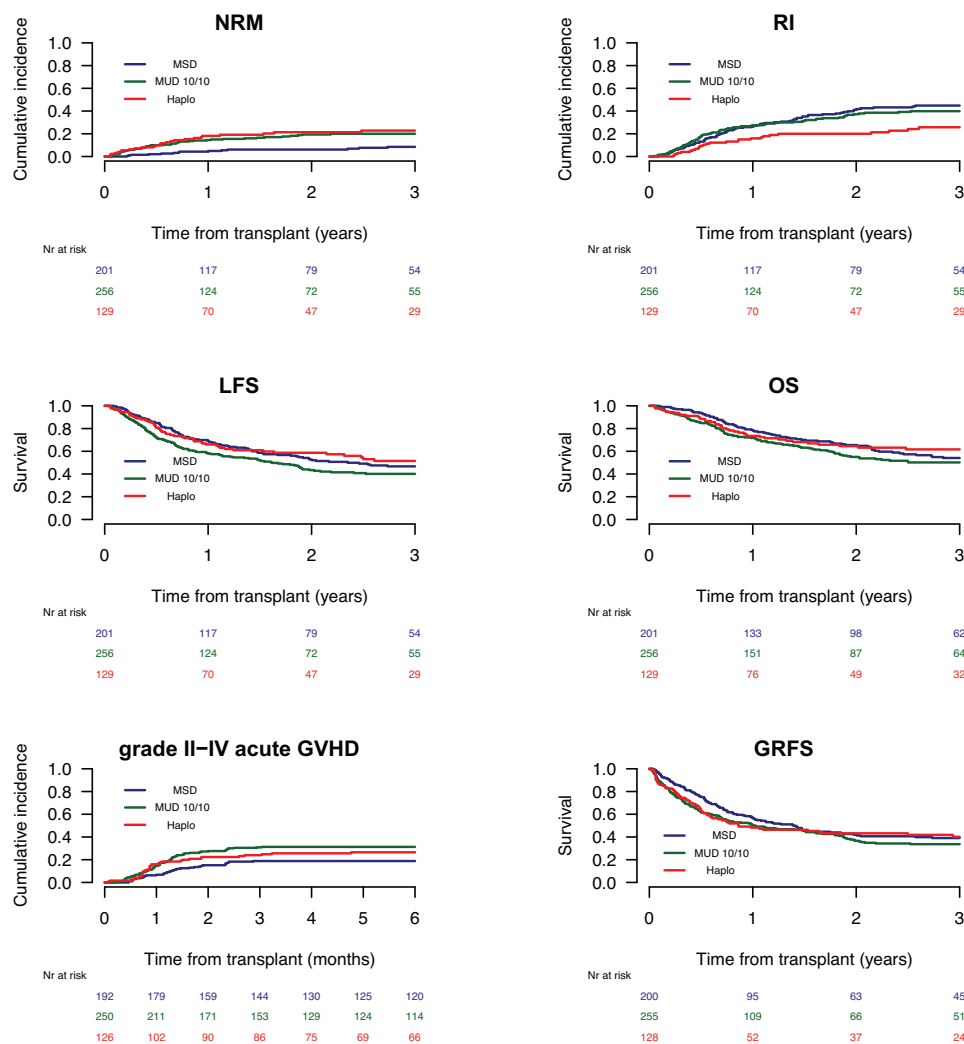 NRM
Cumulative incidence
1.0
0.8
0.6
0.4
0.2
0.0
MSD
MUD 10/10
Haplo
0 1 2 3
Time from transplant (years)
Nr at risk
201 117 79 54
256 124 72 55
129 70 47 29
RI
Cumulative incidence
1.0
0.8
0.6
0.4
0.2
0.0
MSD
MUD 10/10
Haplo
0 1 2 3
Time from transplant (years)
Nr at risk
201 117 79 54
256 124 72 55
129 70 47 29
LFS
Survival
1.0
0.8
0.6
0.4
0.2
0.0
MSD
MUD 10/10
Haplo
0 1 2 3
Time from transplant (years)
Nr at risk
201 117 79 54
256 124 72 55
129 70 47 29
OS
Survival
1.0
0.8
0.6
0.4
0.2
0.0
MSD
MUD 10/10
Haplo
0 1 2 3
Time from transplant (years)
Nr at risk
201 133 98 62
256 151 87 64
129 76 49 32
grade II−IV acute GVHD
Cumulative incidence
1.0
0.8
0.6
0.4
0.2
0.0
MSD
MUD 10/10
Haplo
0 1 2 3 4 5 6
Time from transplant (months)
Nr at risk
192 179 159 144 130 125 120
250 211 171 153 129 124 114
126 102 90 86 75 69 66
GRFS
Survival
1.0
0.8
0.6
0.4
0.2
0.0
MSD
MUD 10/10
Haplo
0 1 2 3
Time from transplant (years)
Nr at risk
200 95 63 45
255 109 66 51
128 52 37 24